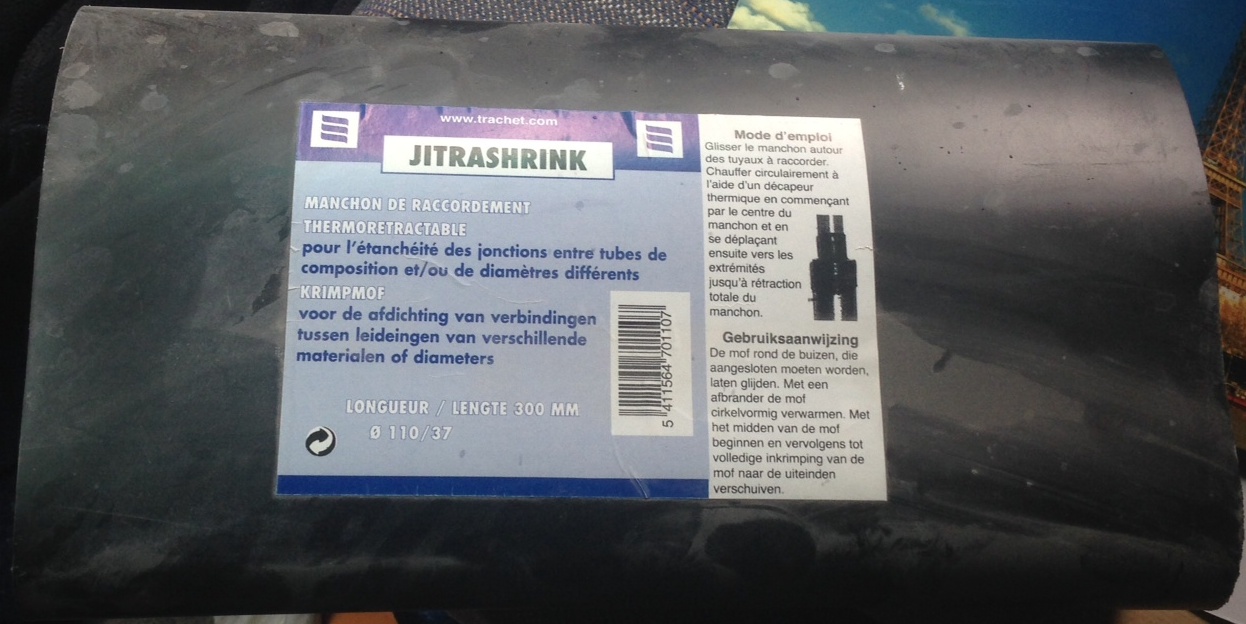 www.trachet.com
JITRASHRINK
MANCHON DE RACCORDEMENT
THERMORETRACTABLE
pour l'étanchéité des jonctions entre tubes de
composition et/ou de diamètres différents
KRIMPMOF
voor de afdichting van verbindingen
tussen leideingen van verschillende
materialen of diameters
LONGUEUR / LENGTE 300 MM
Ø 110/37
5 411564 701107
Mode d'emploi
Glisser le manchon autour
des tuyaux à raccorder.
Chauffer circulairement à
l'aide d'un décapeur
thermique en commençant
par le centre du
manchon et en
se déplaçant
ensuite vers les
extrémités
jusqu'à rétraction
totale du
manchon.
Gebruiksaanwijzing
De mof rond de buizen, die
aangesloten moeten worden,
laten glijden. Met een
afbrander de mof
cirkelvormig verwarmen. Met
het midden van de mof
beginnen en vervolgens tot
volledige inkrimping van de
mof naar de uiteinden
verschuiven.